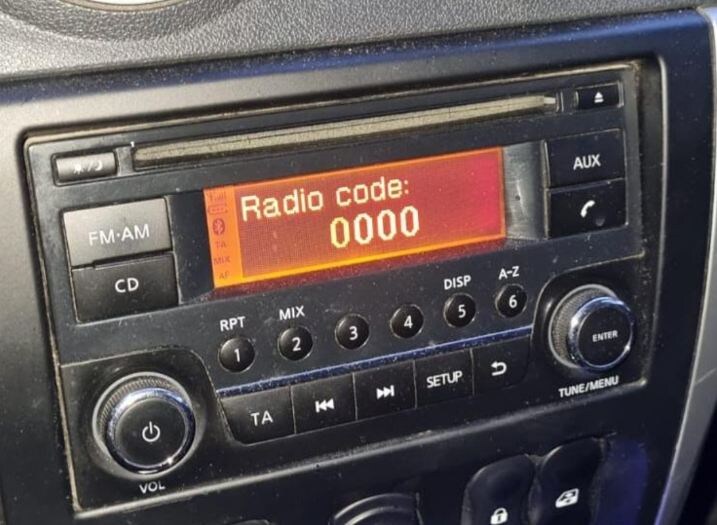 AUX
Radio code:
0000
TA
MIX
AF
FM·AM
CD
DISP
A-Z
RPT
MIX
1
2
3
4
5
6
ENTER
TA
SETUP
TUNE/MENU
VOL